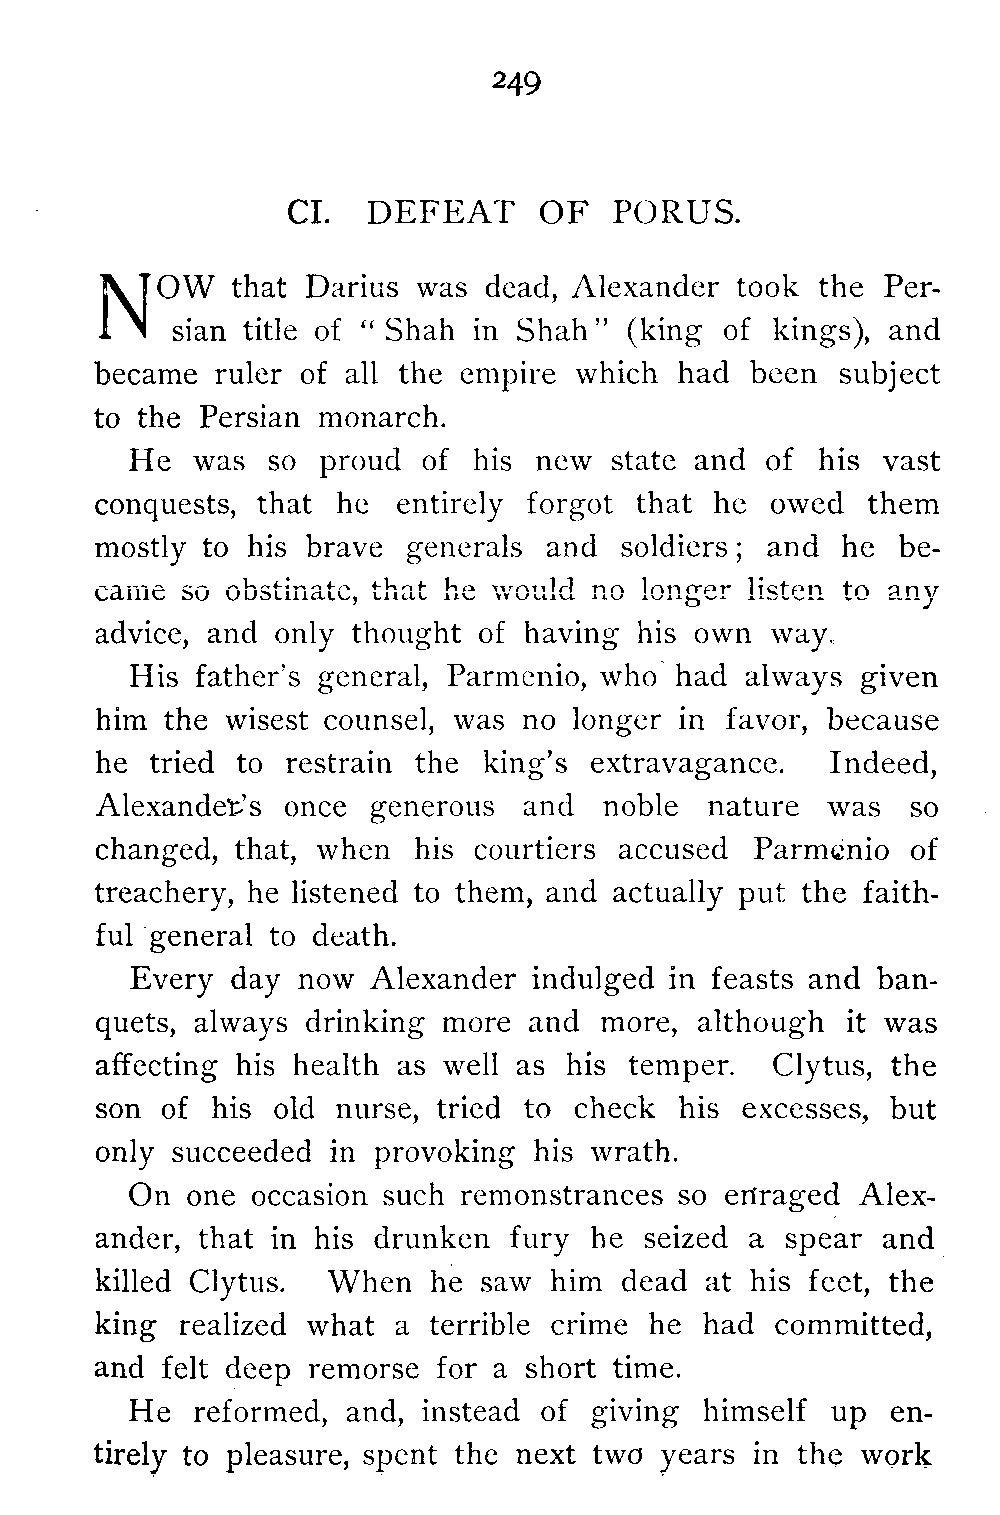 249
CI. DEFEAT OF PORUS.
NOW that Darius was dead, Alexander took the Per-
sian title of “Shah in Shah” (king of kings), and
became ruler of all the empire which had been subject
to the Persian monarch.
He was so proud of his new state and of his vast
conquests, that he entirely forgot that he owed them
mostly to his brave generals and soldiers; and he be-
came so obstinate, that he would no longer listen to any
advice, and only thought of having his own way.
His father's general, Parmenio, who had always given
him the wisest counsel, was no longer in favor, because
he tried to restrain the king's extravagance. Indeed,
Alexander's once generous and noble nature was so
changed, that, when his courtiers accused Parmenio of
treachery, he listened to them, and actually put the faith-
ful general to death.
Every day now Alexander indulged in feasts and ban-
quets, always drinking more and more, although it was
affecting his health as well as his temper. Clytus, the
son of his old nurse, tried to check his excesses, but
only succeeded in provoking his wrath.
On one occasion such remonstrances so enraged Alex-
ander, that in his drunken fury he seized a spear and
killed Clytus. When he saw him dead at his feet, the
king realized what a terrible crime he had committed,
and felt deep remorse for a short time.
He reformed, and, instead of giving himself up en-
tirely to pleasure, spent the next two years in the work